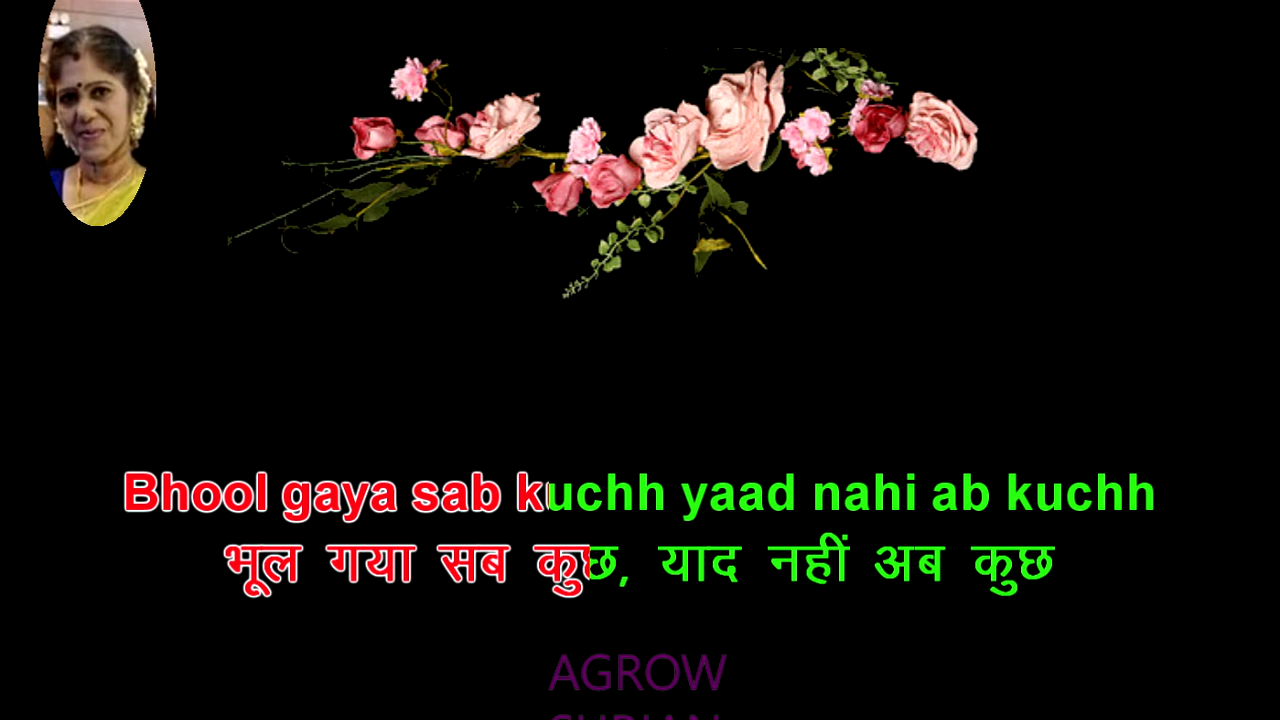 Bhool gaya sab kuchh yaad nahi ab kuchh
भूल गया सब कुछ, याद नहीं अब कुछ
AGROW